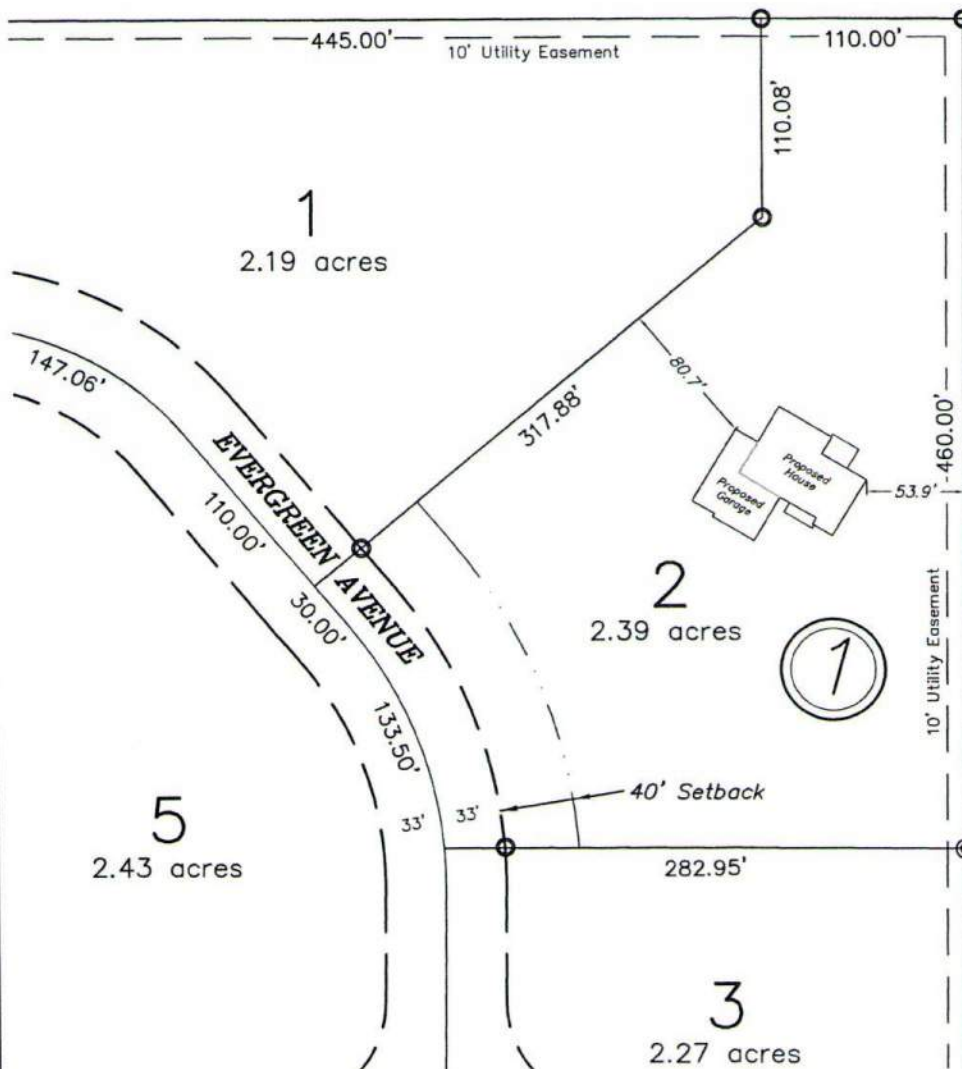 445.00'
10' Utility Easement
110.00'
110.08'
1
2.19 acres
147.06'
EVERGREEN AVENUE
317.88'
80.7'
Proposed
House
Proposed
Garage
460.00'
53.9'
110.00'
30.00'
2
2.39 acres
10' Utility Easement
1
133.50'
33'
33'
40' Setback
5
2.43 acres
282.95'
3
2.27 acres